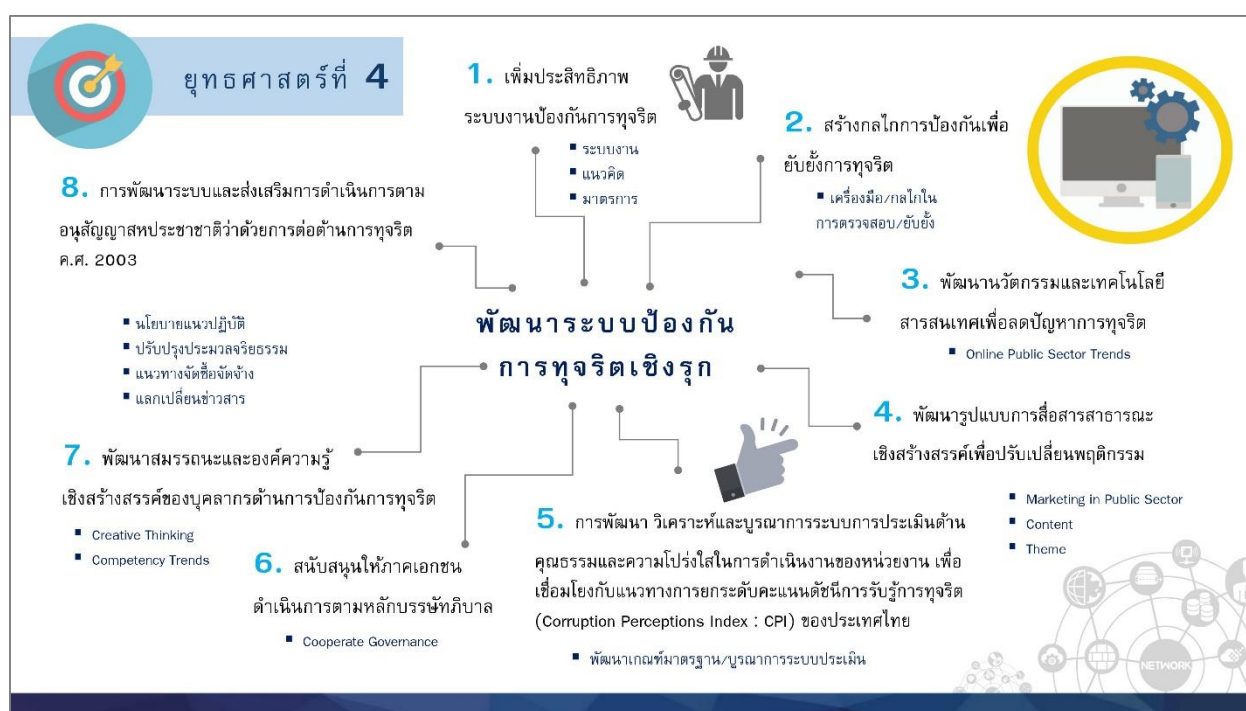 ยุทธศาสตร์ที่ 4
1. เพิ่มประสิทธิภาพ
ระบบงานป้องกันการทุจริต
▪ ระบบงาน
▪ แนวคิด
▪ มาตรการ
2. สร้างกลไกการป้องกันเพื่อ
ยับยั้งการทุจริต
▪ เครื่องมือ/กลไกใน
การตรวจสอบ/ยับยั้ง
8. การพัฒนาระบบและส่งเสริมการดำเนินการตาม
อนุสัญญาสหประชาชาติว่าด้วยการต่อต้านการทุจริต
ค.ศ. 2003
▪ นโยบายแนวปฏิบัติ
▪ ปรับปรุงประมวลจริยธรรม
▪ แนวทางจัดซื้อจัดจ้าง
▪ แลกเปลี่ยนข่าวสาร
พัฒนาระบบป้องกัน
การทุจริตเชิงรุก
3. พัฒนานวัตกรรมและเทคโนโลยี
สารสนเทศเพื่อลดปัญหาการทุจริต
▪ Online Public Sector Trends
4. พัฒนารูปแบบการสื่อสารสาธารณะ
เชิงสร้างสรรค์เพื่อปรับเปลี่ยนพฤติกรรม
▪ Marketing in Public Sector
▪ Content
▪ Theme
7. พัฒนาสมรรถนะและองค์ความรู้
เชิงสร้างสรรค์ของบุคลากรด้านการป้องกันการทุจริต
▪ Creative Thinking
▪ Competency Trends
6. สนับสนุนให้ภาคเอกชน
ดำเนินการตามหลักบรรษัทภิบาล
▪ Cooperate Governance
5. การพัฒนา วิเคราะห์และบูรณาการระบบการประเมินด้าน
คุณธรรมและความโปร่งใสในการดำเนินงานของหน่วยงาน เพื่อ
เชื่อมโยงกับแนวทางการยกระดับคะแนนดัชนีการรับรู้การทุจริต
(Corruption Perceptions Index : CPI) ของประเทศไทย
▪ พัฒนาเกณฑ์มาตรฐาน/บูรณาการระบบประเมิน
NETWORK